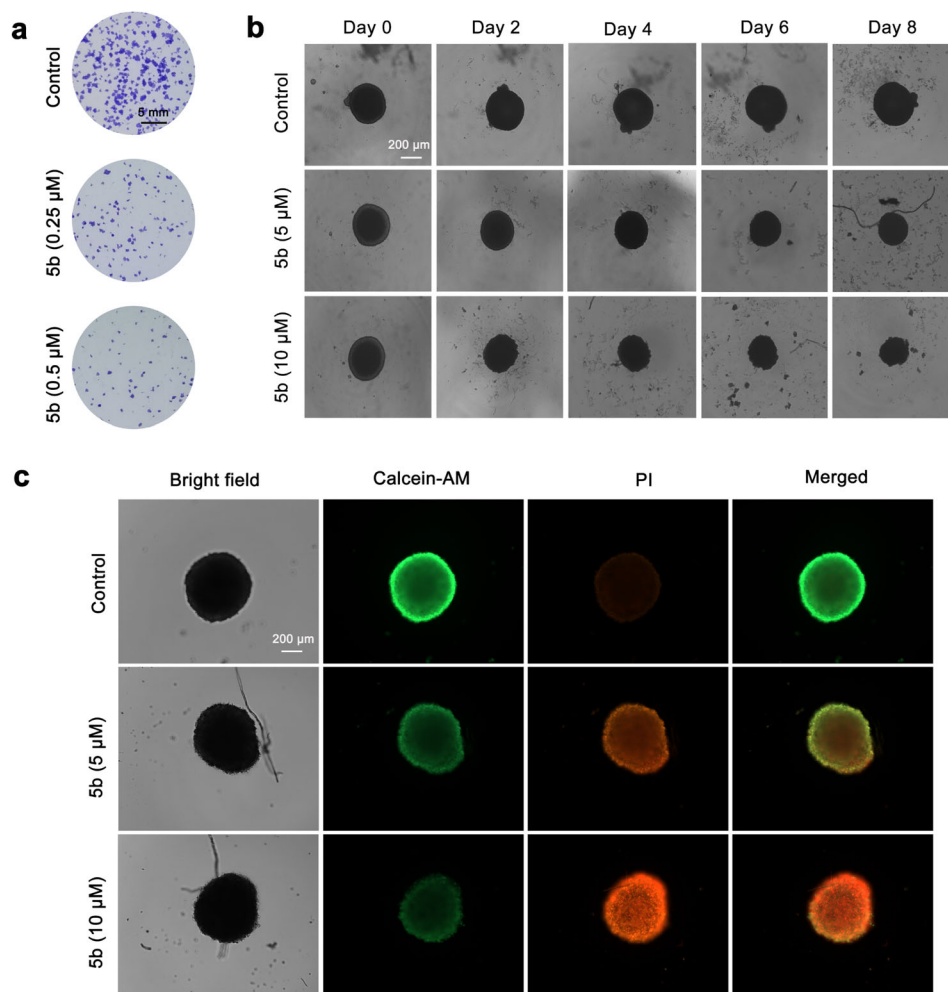 a
Control
5 mm
5b (0.25 µM)
5b (0.5 µM)
b
Day 0
Day 2
Day 4
Day 6
Day 8
Control
200 µm
5b (5 µM)
5b (10 µM)
c
Bright field
Calcein-AM
PI
Merged
Control
200 µm
5b (5 µM)
5b (10 µM)